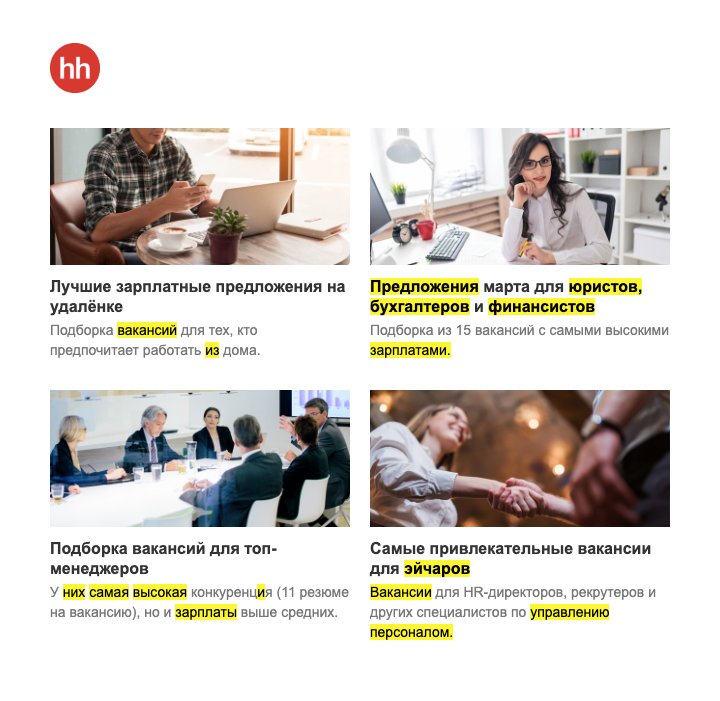 hh
Лучшие зарплатные предложения на
удалёнке
Подборка вакансий для тех, кто
предпочитает работать из дома.
Предложения марта для юристов,
бухгалтеров и финансистов
Подборка из 15 вакансий с самыми высокими
зарплатами.
Подборка вакансий для топ-
менеджеров
У них самая высокая конкуренция (11 резюме
на вакансию), но и зарплаты выше средних.
Самые привлекательные вакансии
для эйчаров
Вакансии для HR-директоров, рекрутеров и
других специалистов по управлению
персоналом.